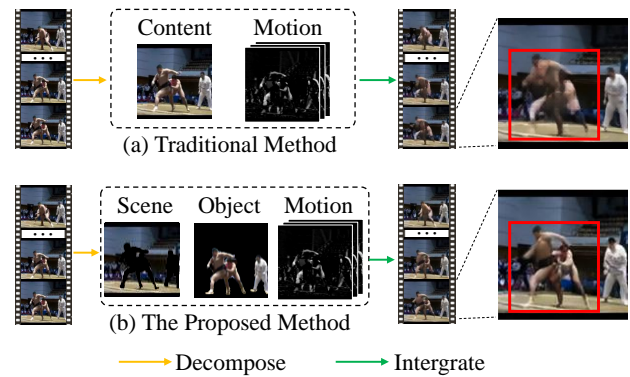 Content Motion
(a) Traditional Method
Scene Object Motion
(b) The Proposed Method
Decompose Intergrate